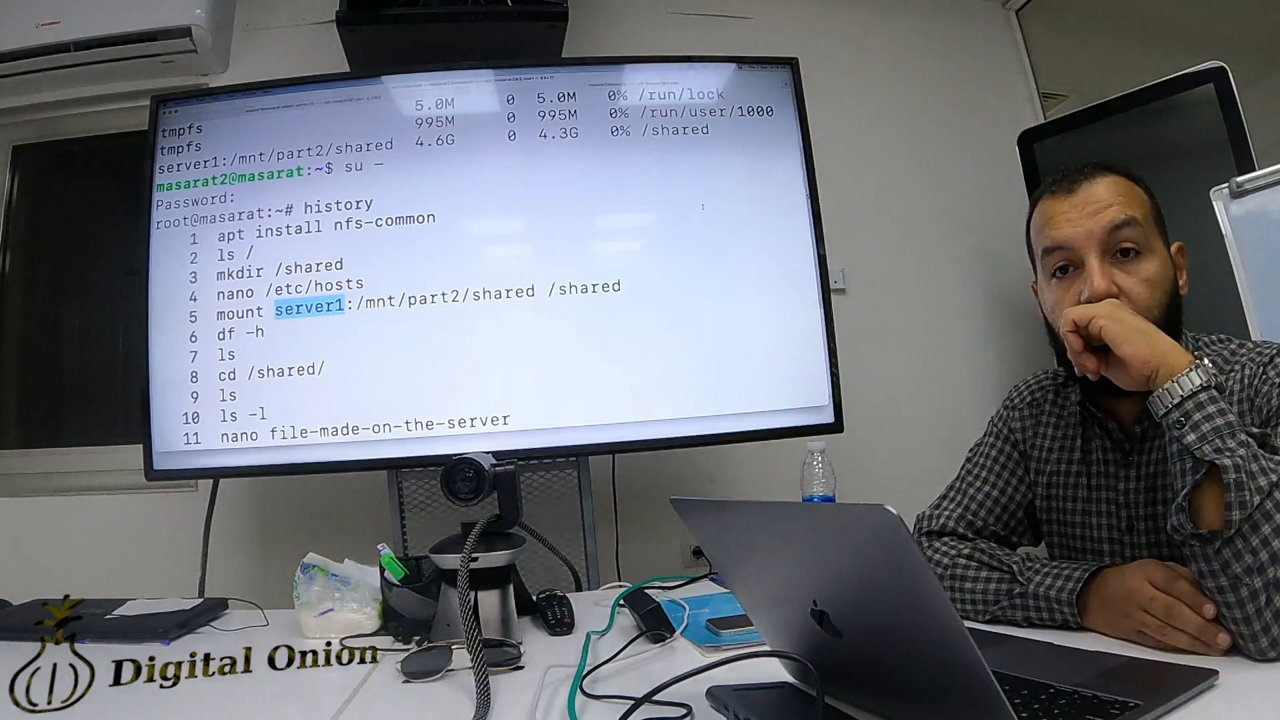 5.0M 0 5.0M 0% /run/lock
tmpfs 995M 0 995M 0% /run/user/1000
tmpfs 4.6G 0 4.3G 0% /shared
server1:/mnt/part2/shared
masarat2@masarat:~$ su -
Password:
root@masarat:~# history
1 apt install nfs-common
2 ls /
3 mkdir /shared
4 nano /etc/hosts
5 mount server1:/mnt/part2/shared /shared
6 df -h
7 ls
8 cd /shared/
9 ls
10 ls -l
11 nano file-made-on-the-server
Digital Onion